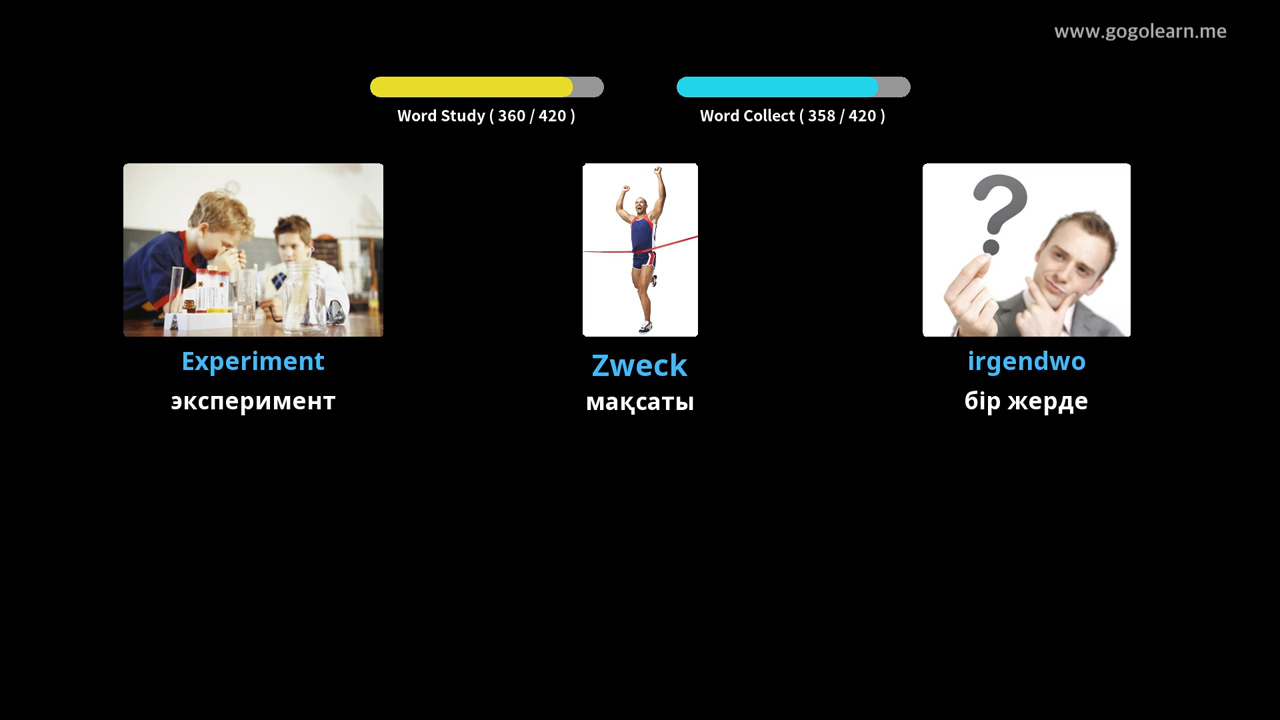 www.gogolearn.me
Word Study ( 360 / 420 )
Word Collect ( 358 / 420 )
Experiment
эксперимент
Zweck
мақсаты
irgendwo
бір жерде